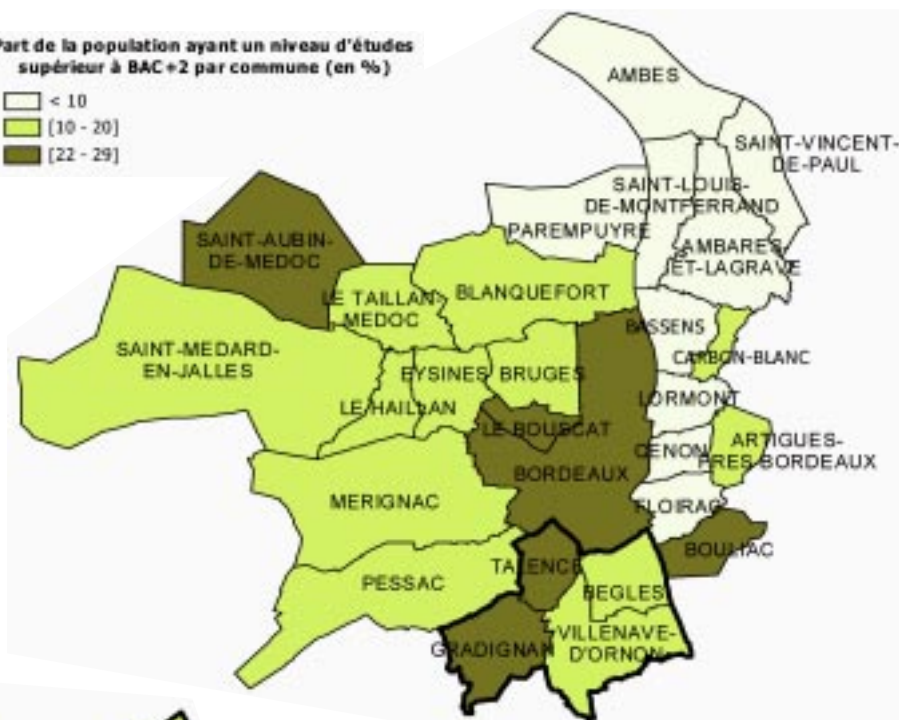 Part de la population ayant un niveau d'études
supérieur à BAC+2 par commune (en %)
< 10
[10 - 20]
[22 - 29]
AMBES
SAINT-VINCENT-
DE-PAUL
SAINT-LOUIS-
DE-MONTFERRAND
PAREMPUYRE
AMBARES-
ET-LAGRAVE
SAINT-AUBIN-
DE-MEDOC
LE TAILLAN-
MEDOC
BLANQUEFORT
BASSENS
CARBON-BLANC
SAINT-MEDARD-
EN-JALLES
EYSINES
BRUGES
LE HAILLAN
LORMONT
LE BOUSCAT
CENON
ARTIGUES-
PRES-BORDEAUX
BORDEAUX
MERIGNAC
FLOIRAC
BOULIAC
TALENCE
PESSAC
BEGLES
GRADIGNAN
VILLENAVE-
D'ORNON